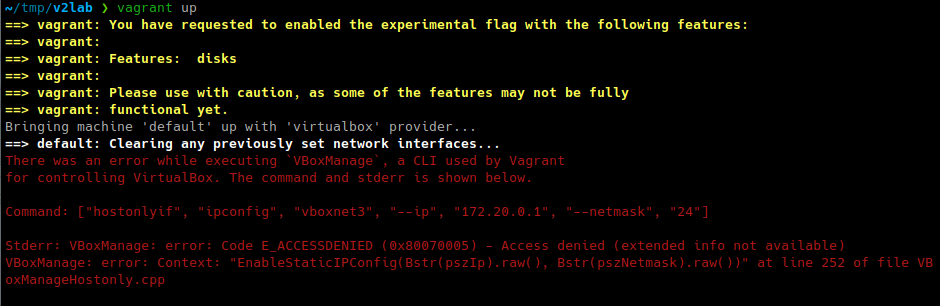 ~/tmp/v2lab ❯ vagrant up
==> vagrant: You have requested to enabled the experimental flag with the following features:
==> vagrant:
==> vagrant: Features:  disks
==> vagrant:
==> vagrant: Please use with caution, as some of the features may not be fully
==> vagrant: functional yet.
Bringing machine 'default' up with 'virtualbox' provider...
==> default: Clearing any previously set network interfaces...
There was an error while executing `VBoxManage`, a CLI used by Vagrant
for controlling VirtualBox. The command and stderr is shown below.
Command: ["hostonlyif", "ipconfig", "vboxnet3", "--ip", "172.20.0.1", "--netmask", "24"]
Stderr: VBoxManage: error: Code E_ACCESSDENIED (0x80070005) - Access denied (extended info not available)
VBoxManage: error: Context: "EnableStaticIPConfig(Bstr(pszIp).raw(), Bstr(pszNetmask).raw())" at line 252 of file VB
oxManageHostonly.cpp